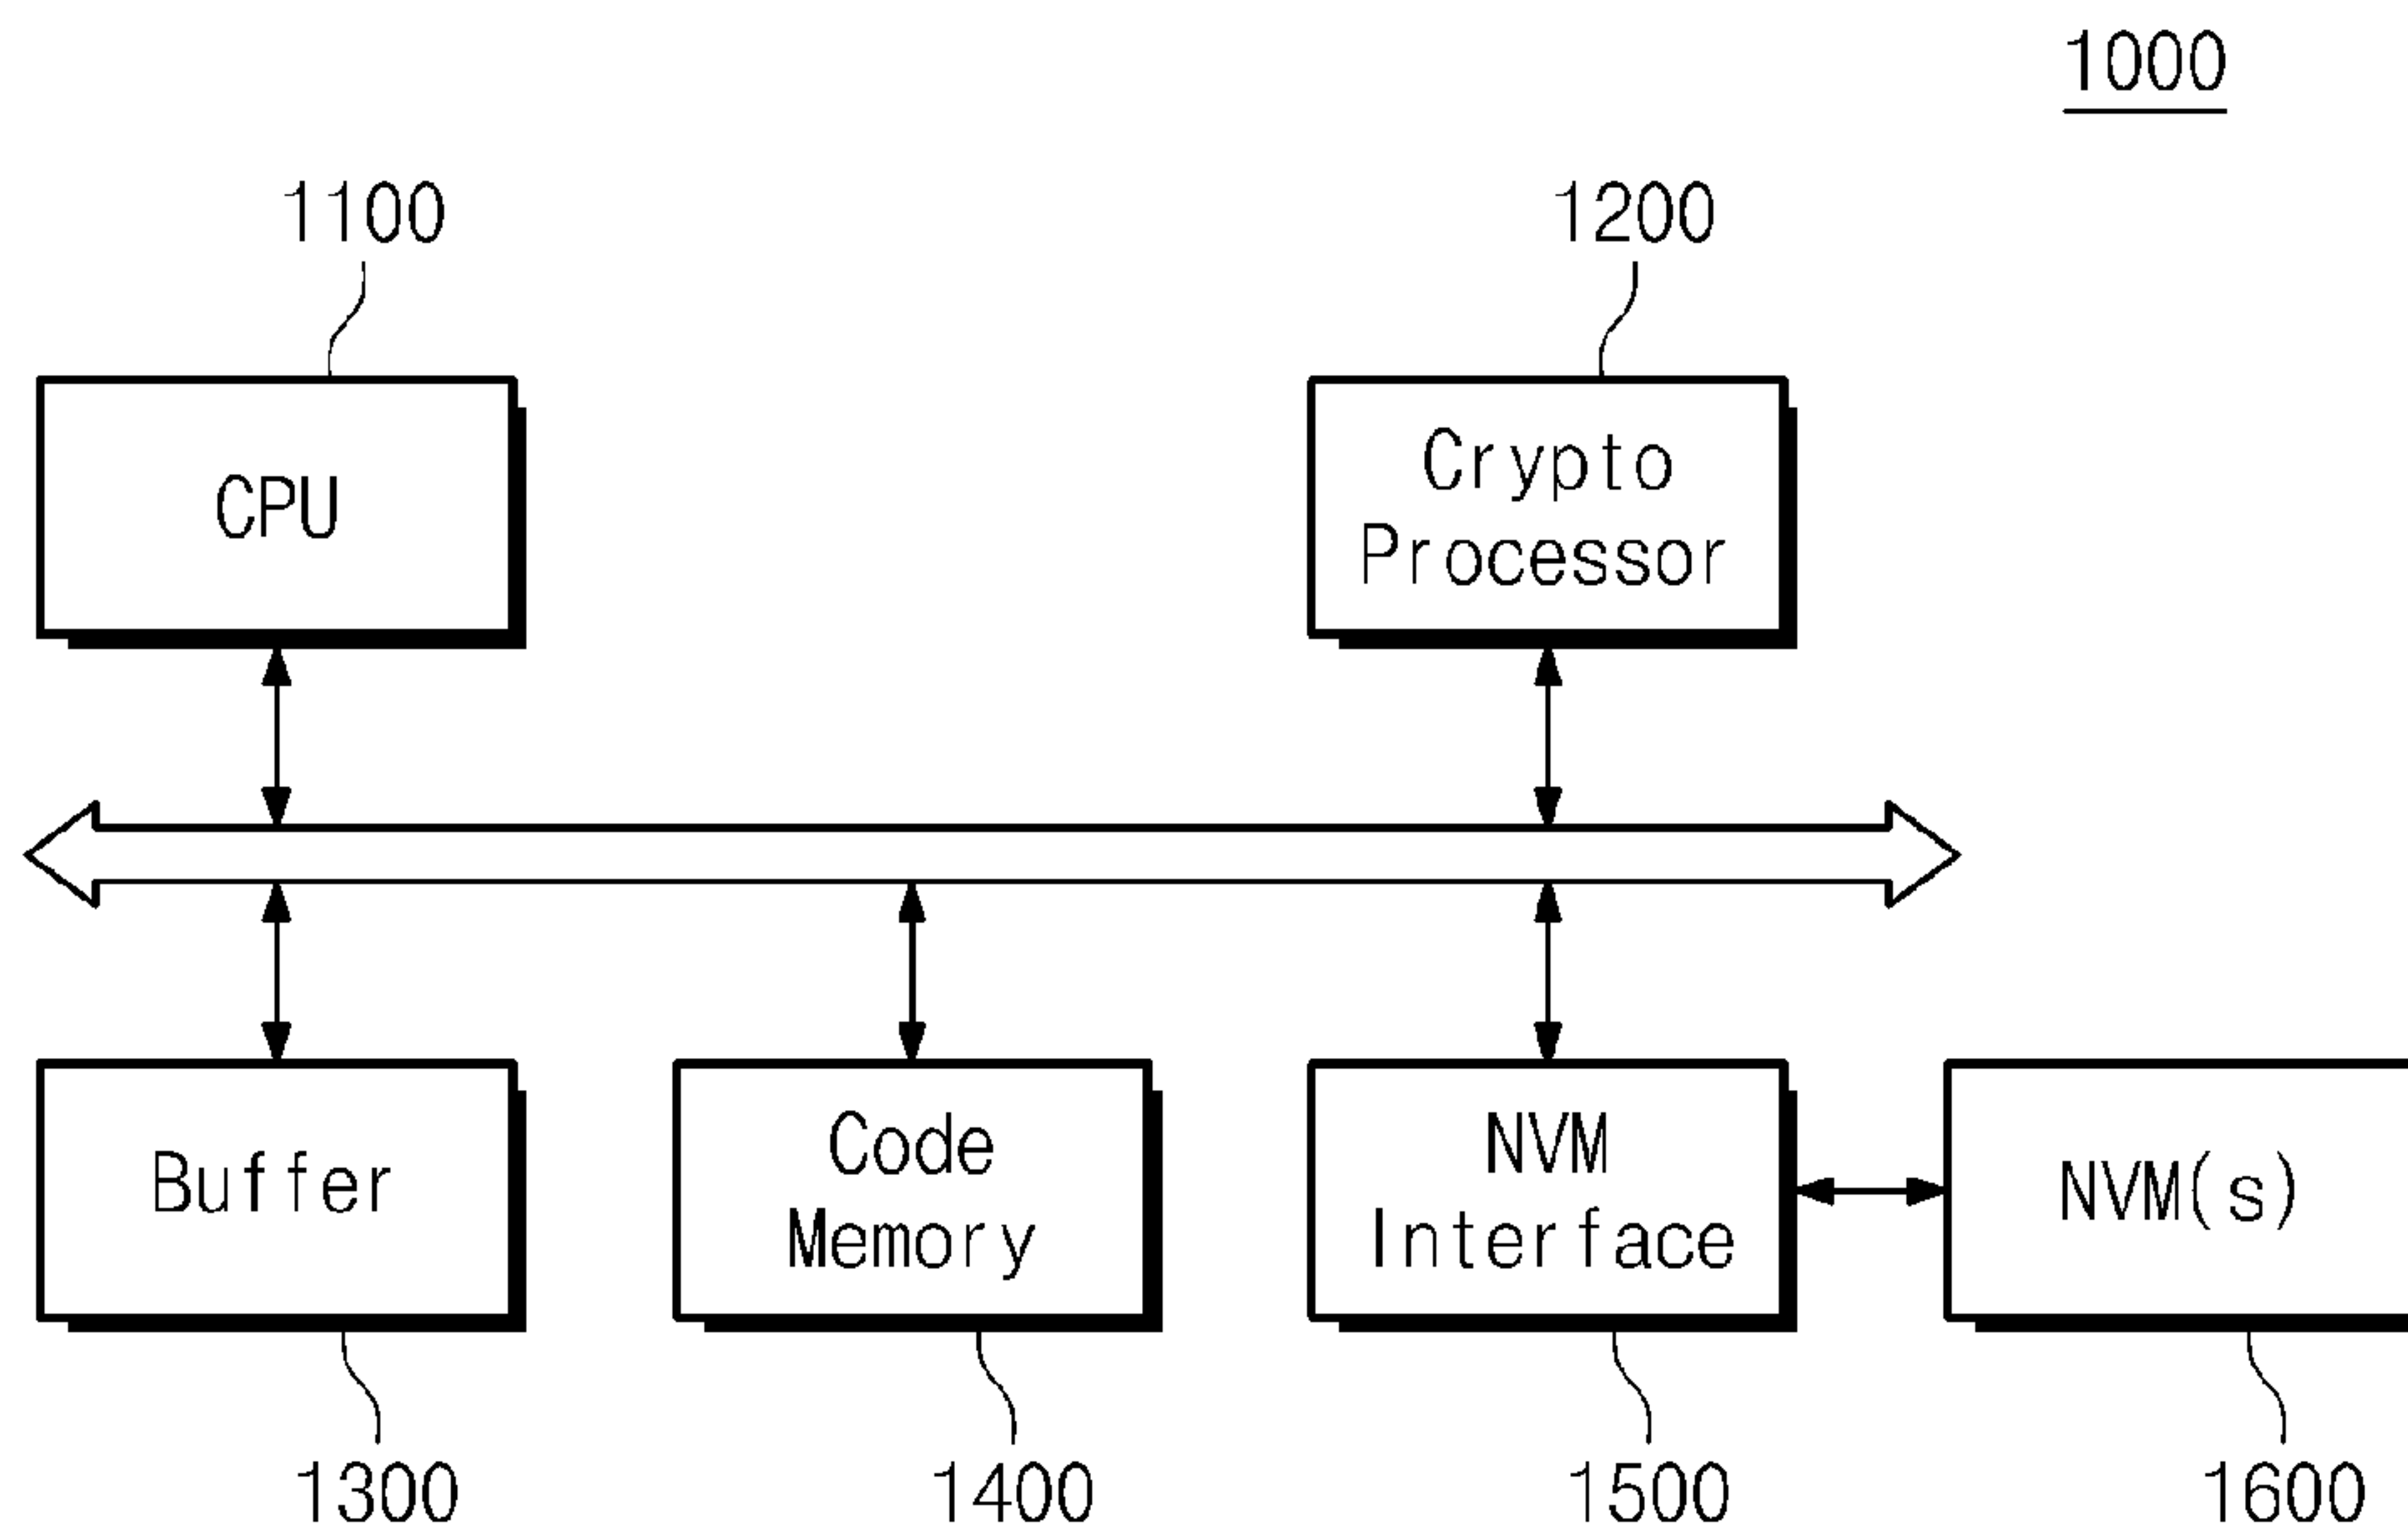 1000
1100
1200
CPU
Crypto
Processor
Buffer
Code
Memory
NVM
Interface
NVM(s)
1300
1400
1500
1600